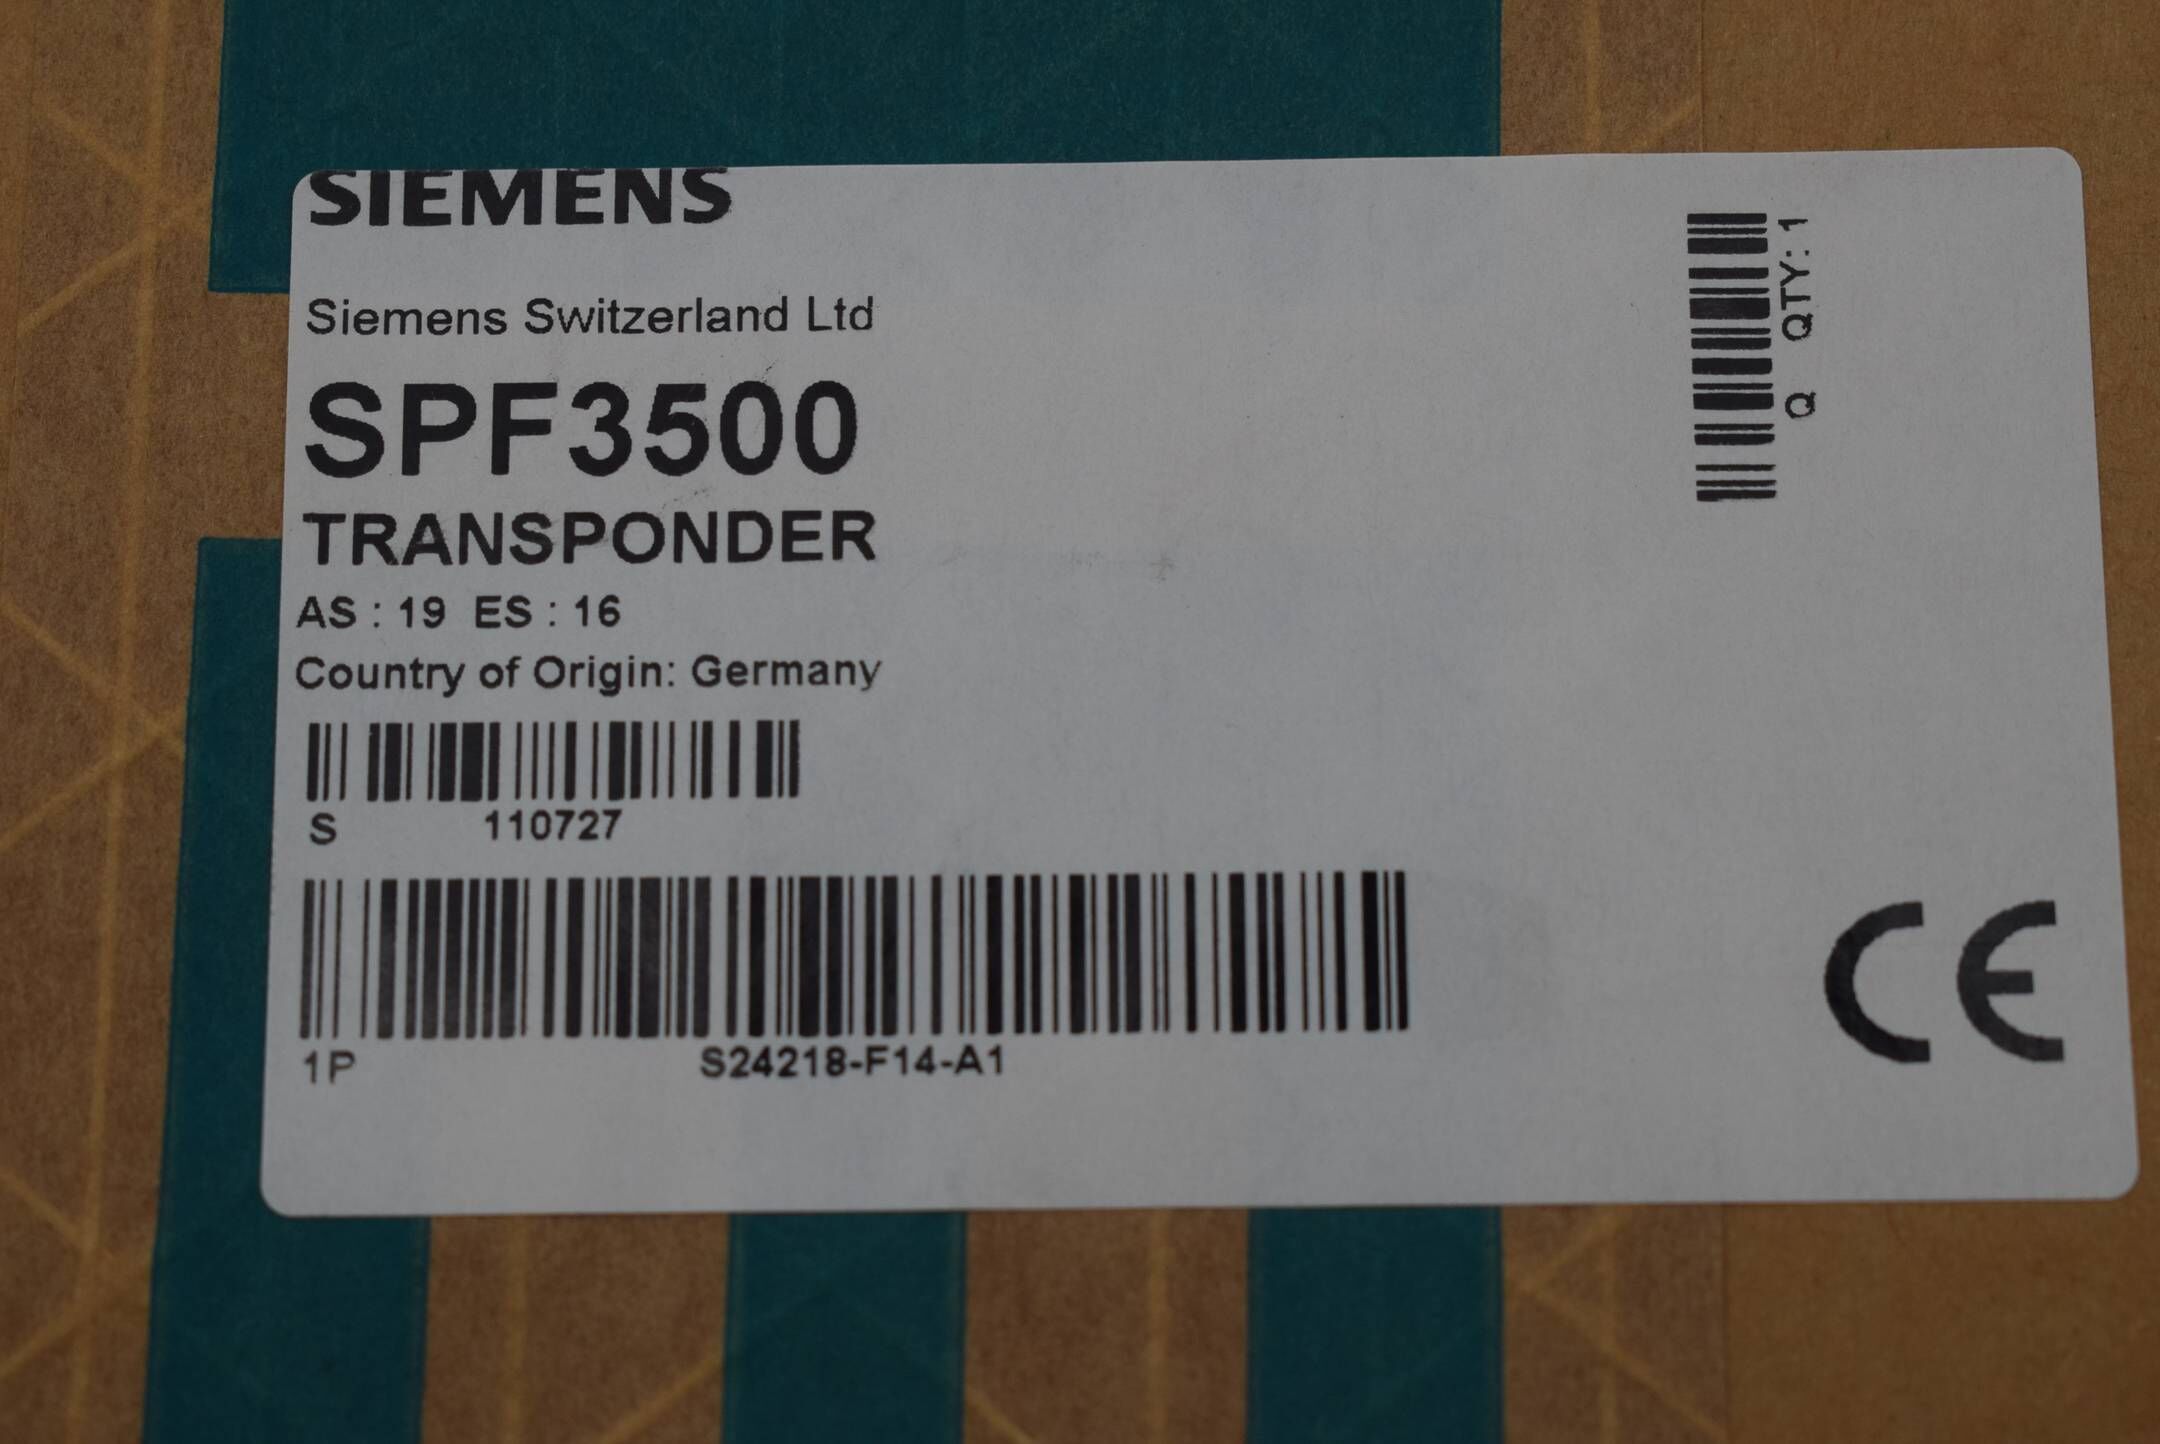 SIEMENS
Siemens Switzerland Ltd
SPF3500
TRANSPONDER
AS : 19 ES : 16
Country of Origin: Germany
S 110727
1P S24218-F14-A1
Q QTY: 1
CE